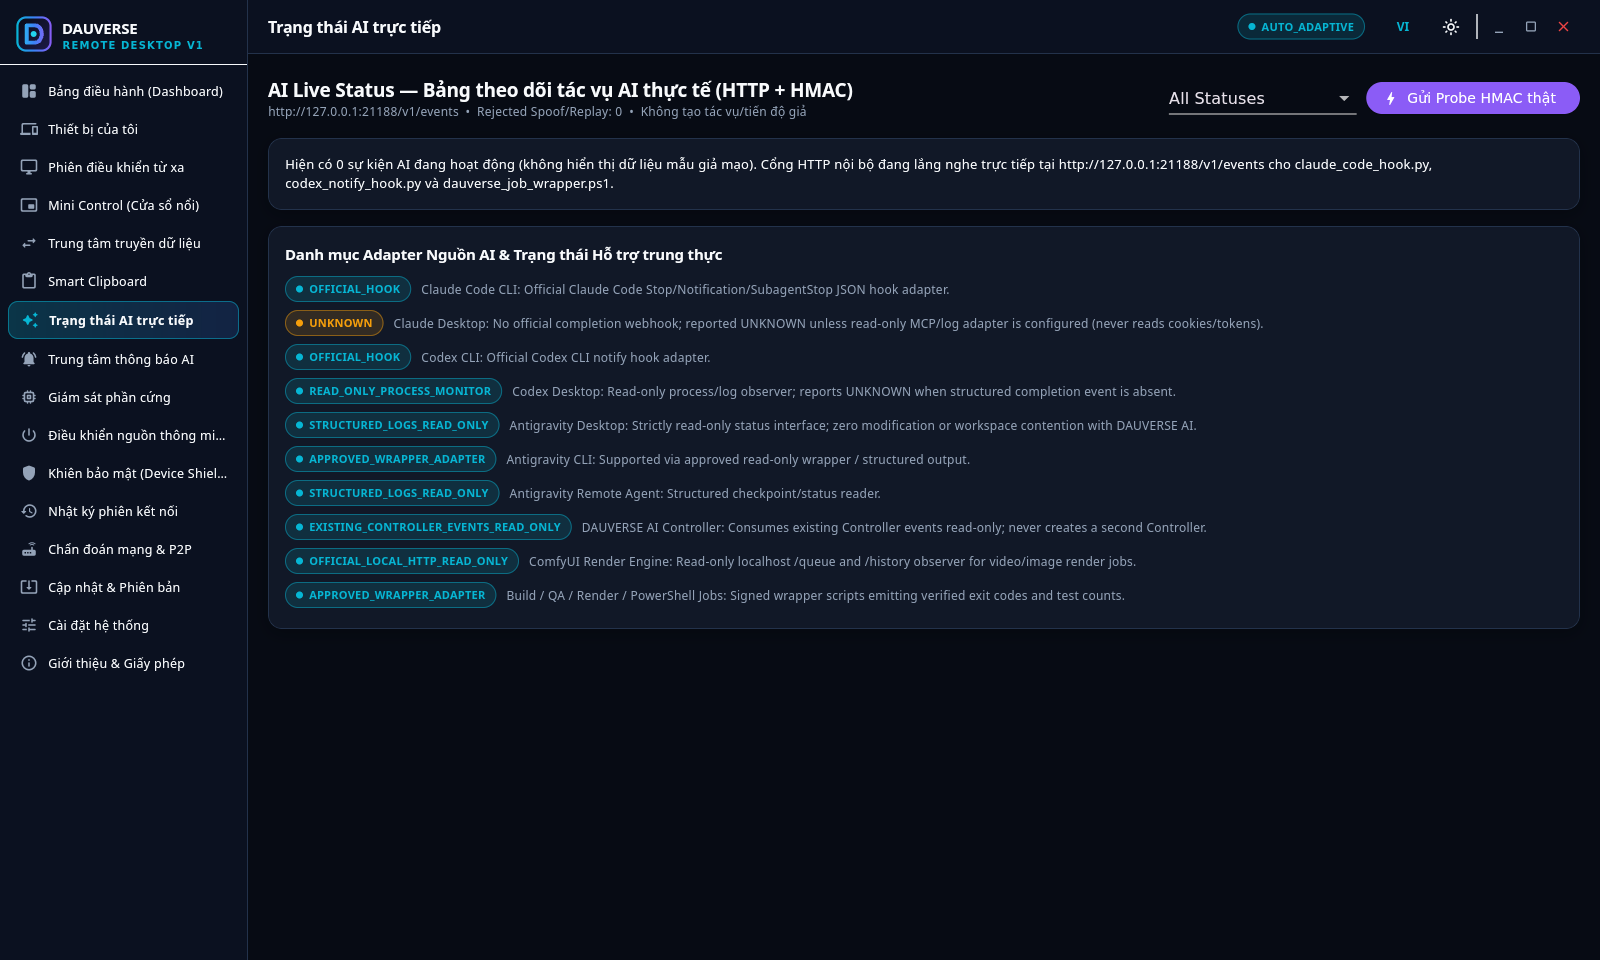 DAUVERSE
REMOTE DESKTOP V1
Bảng điều hành (Dashboard)
Thiết bị của tôi
Phiên điều khiển từ xa
Mini Control (Cửa sổ nổi)
Trung tâm truyền dữ liệu
Smart Clipboard
Trạng thái AI trực tiếp
Trung tâm thông báo AI
Giám sát phần cứng
Điều khiển nguồn thông mi...
Khiên bảo mật (Device Shiel...
Nhật ký phiên kết nối
Chẩn đoán mạng & P2P
Cập nhật & Phiên bản
Cài đặt hệ thống
Giới thiệu & Giấy phép
Trạng thái AI trực tiếp
AUTO_ADAPTIVE
VI
AI Live Status — Bảng theo dõi tác vụ AI thực tế (HTTP + HMAC)
http://127.0.0.1:21188/v1/events • Rejected Spoof/Replay: 0 • Không tạo tác vụ/tiến độ giả
All Statuses
Gửi Probe HMAC thật
Hiện có 0 sự kiện AI đang hoạt động (không hiển thị dữ liệu mẫu giả mạo). Cổng HTTP nội bộ đang lắng nghe trực tiếp tại http://127.0.0.1:21188/v1/events cho claude_code_hook.py,
codex_notify_hook.py và dauverse_job_wrapper.ps1.
Danh mục Adapter Nguồn AI & Trạng thái Hỗ trợ trung thực
OFFICIAL_HOOK Claude Code CLI: Official Claude Code Stop/Notification/SubagentStop JSON hook adapter.
UNKNOWN Claude Desktop: No official completion webhook; reported UNKNOWN unless read-only MCP/log adapter is configured (never reads cookies/tokens).
OFFICIAL_HOOK Codex CLI: Official Codex CLI notify hook adapter.
READ_ONLY_PROCESS_MONITOR Codex Desktop: Read-only process/log observer; reports UNKNOWN when structured completion event is absent.
STRUCTURED_LOGS_READ_ONLY Antigravity Desktop: Strictly read-only status interface; zero modification or workspace contention with DAUVERSE AI.
APPROVED_WRAPPER_ADAPTER Antigravity CLI: Supported via approved read-only wrapper / structured output.
STRUCTURED_LOGS_READ_ONLY Antigravity Remote Agent: Structured checkpoint/status reader.
EXISTING_CONTROLLER_EVENTS_READ_ONLY DAUVERSE AI Controller: Consumes existing Controller events read-only; never creates a second Controller.
OFFICIAL_LOCAL_HTTP_READ_ONLY ComfyUI Render Engine: Read-only localhost /queue and /history observer for video/image render jobs.
APPROVED_WRAPPER_ADAPTER Build / QA / Render / PowerShell Jobs: Signed wrapper scripts emitting verified exit codes and test counts.